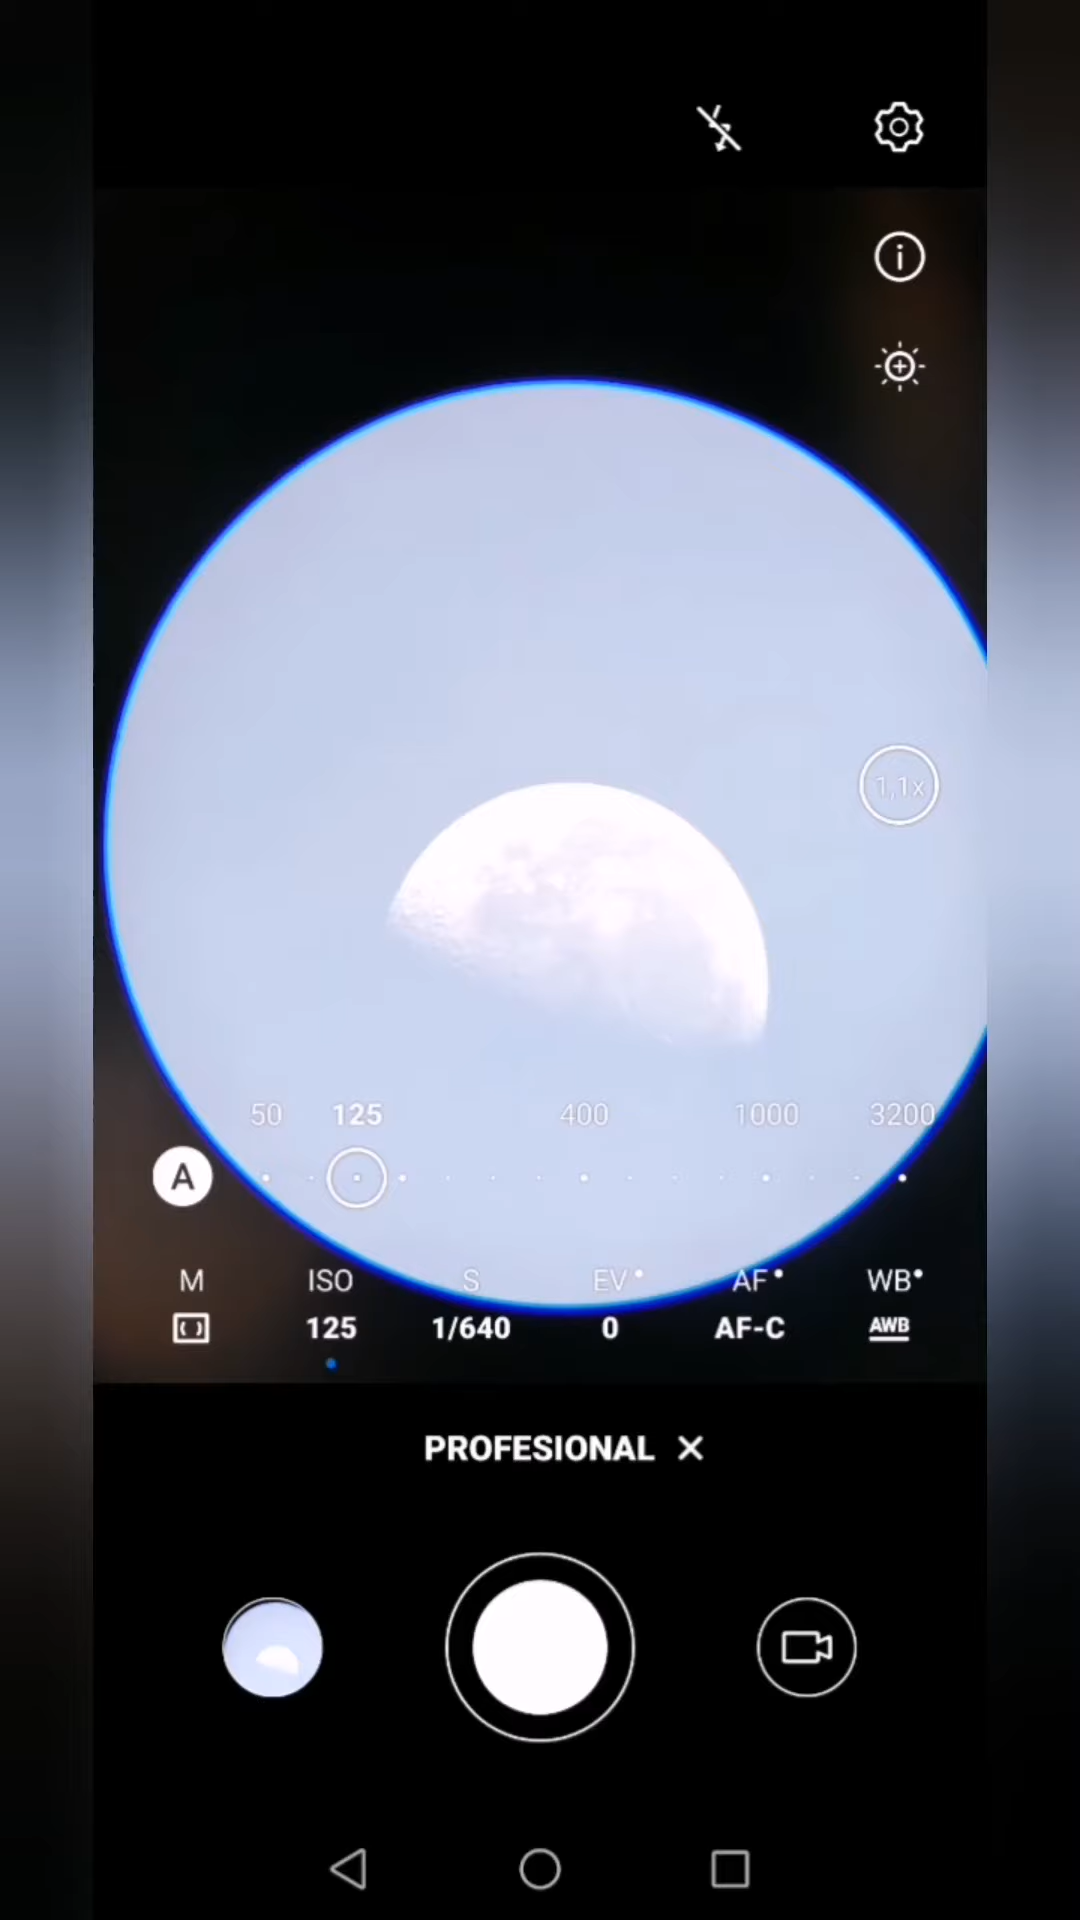 1,1x
50 125 400 1000 3200
A
M ISO S EV AF WB
125 1/640 0 AF-C AWB
PROFESIONAL